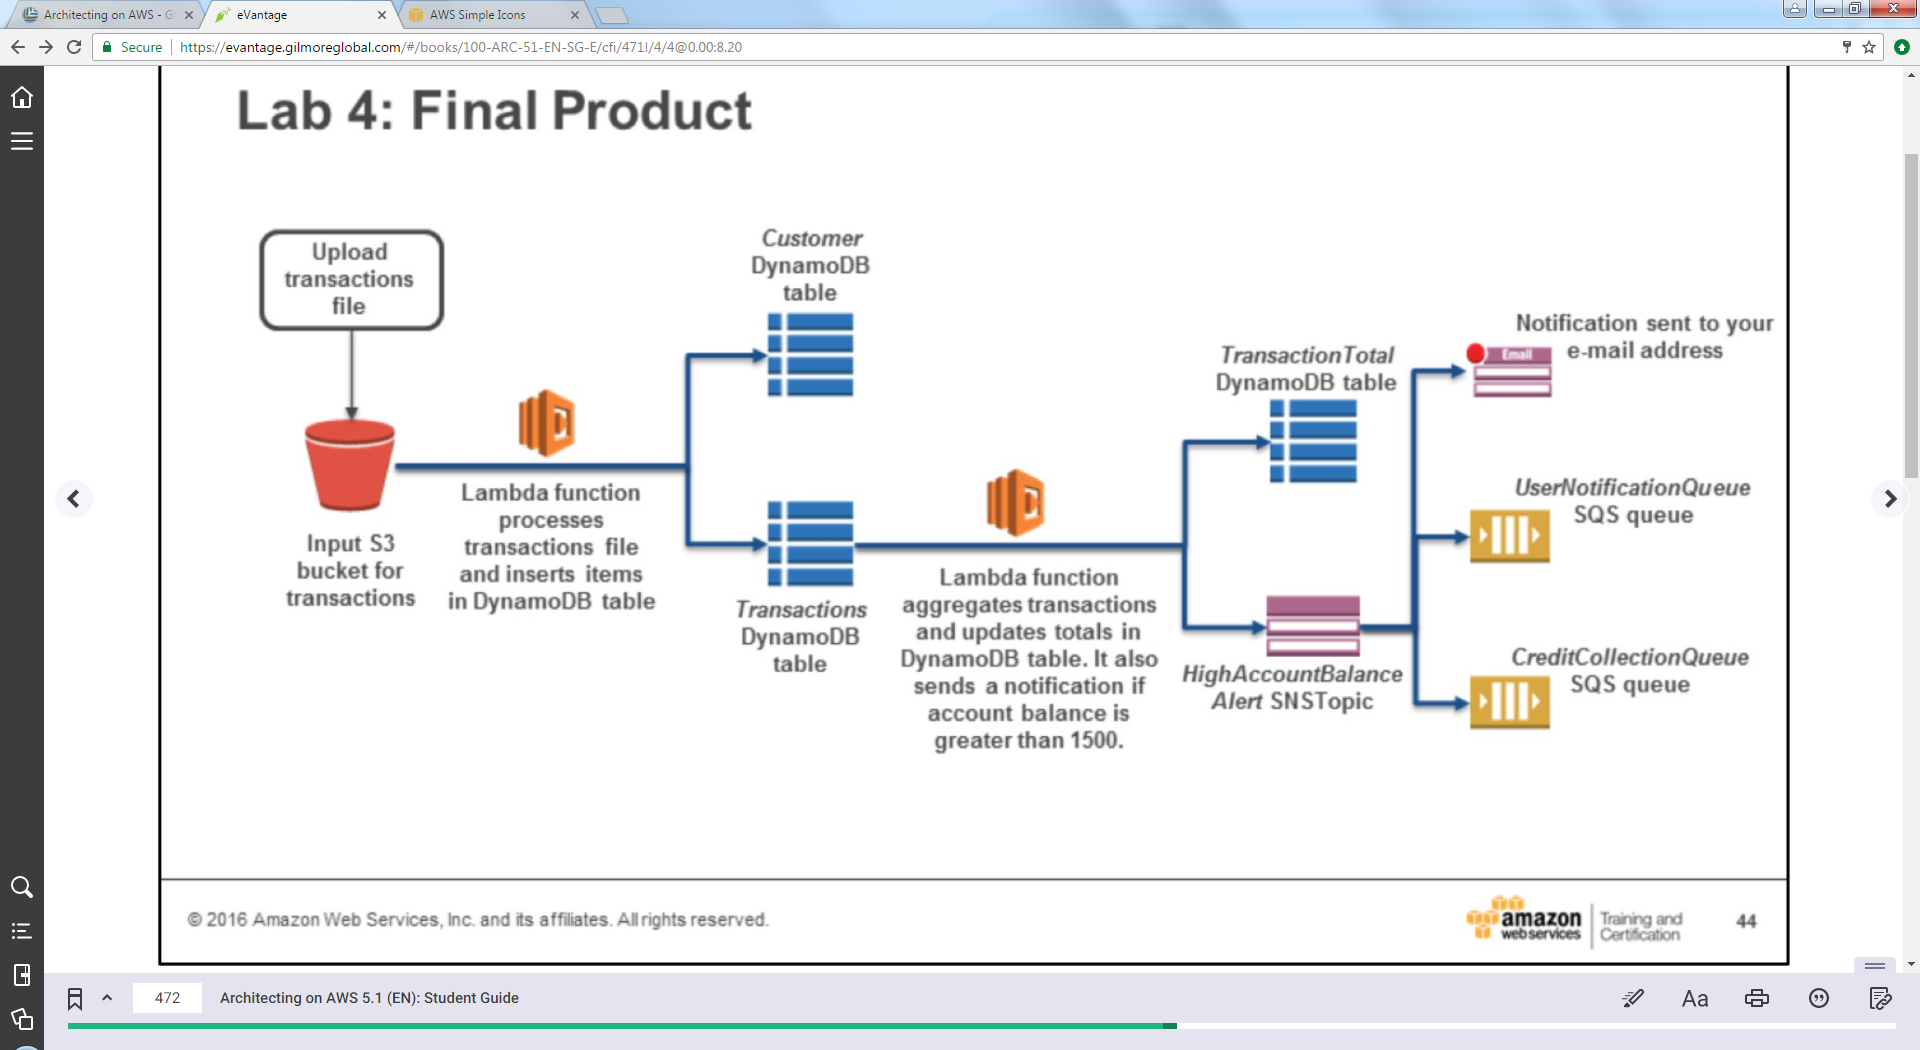 Architecting on AWS - G
eVantage
AWS Simple Icons
Secure
https://evantage.gilmoreglobal.com/#/books/100-ARC-51-EN-SG-E/cfi/471!/4/4@0.00:8.20
Lab 4: Final Product
Upload
transactions
file
Input S3
bucket for
transactions
Lambda function
processes
transactions file
and inserts items
in DynamoDB table
Customer
DynamoDB
table
Transactions
DynamoDB
table
Lambda function
aggregates transactions
and updates totals in
DynamoDB table. It also
sends a notification if
account balance is
greater than 1500.
TransactionTotal
DynamoDB table
HighAccountBalance
Alert SNSTopic
Notification sent to your
e-mail address
Email
UserNotificationQueue
SQS queue
CreditCollectionQueue
SQS queue
© 2016 Amazon Web Services, Inc. and its affiliates. All rights reserved.
amazon
webservices
Training and
Certification
44
472
Architecting on AWS 5.1 (EN): Student Guide
Aa